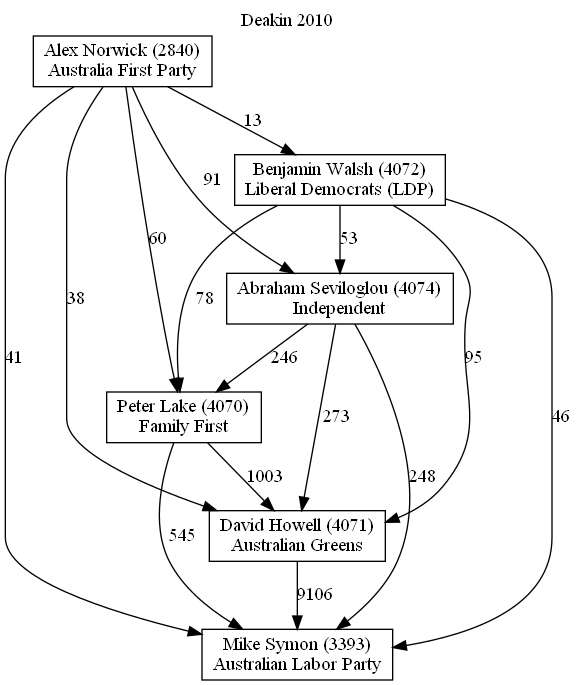 Deakin 2010
Alex Norwick (2840)
Australia First Party
13
Benjamin Walsh (4072)
Liberal Democrats (LDP)
91
60
53
38
78
Abraham Seviloglou (4074)
Independent
41
246
95
Peter Lake (4070)
Family First
273
46
1003
248
David Howell (4071)
Australian Greens
545
9106
Mike Symon (3393)
Australian Labor Party